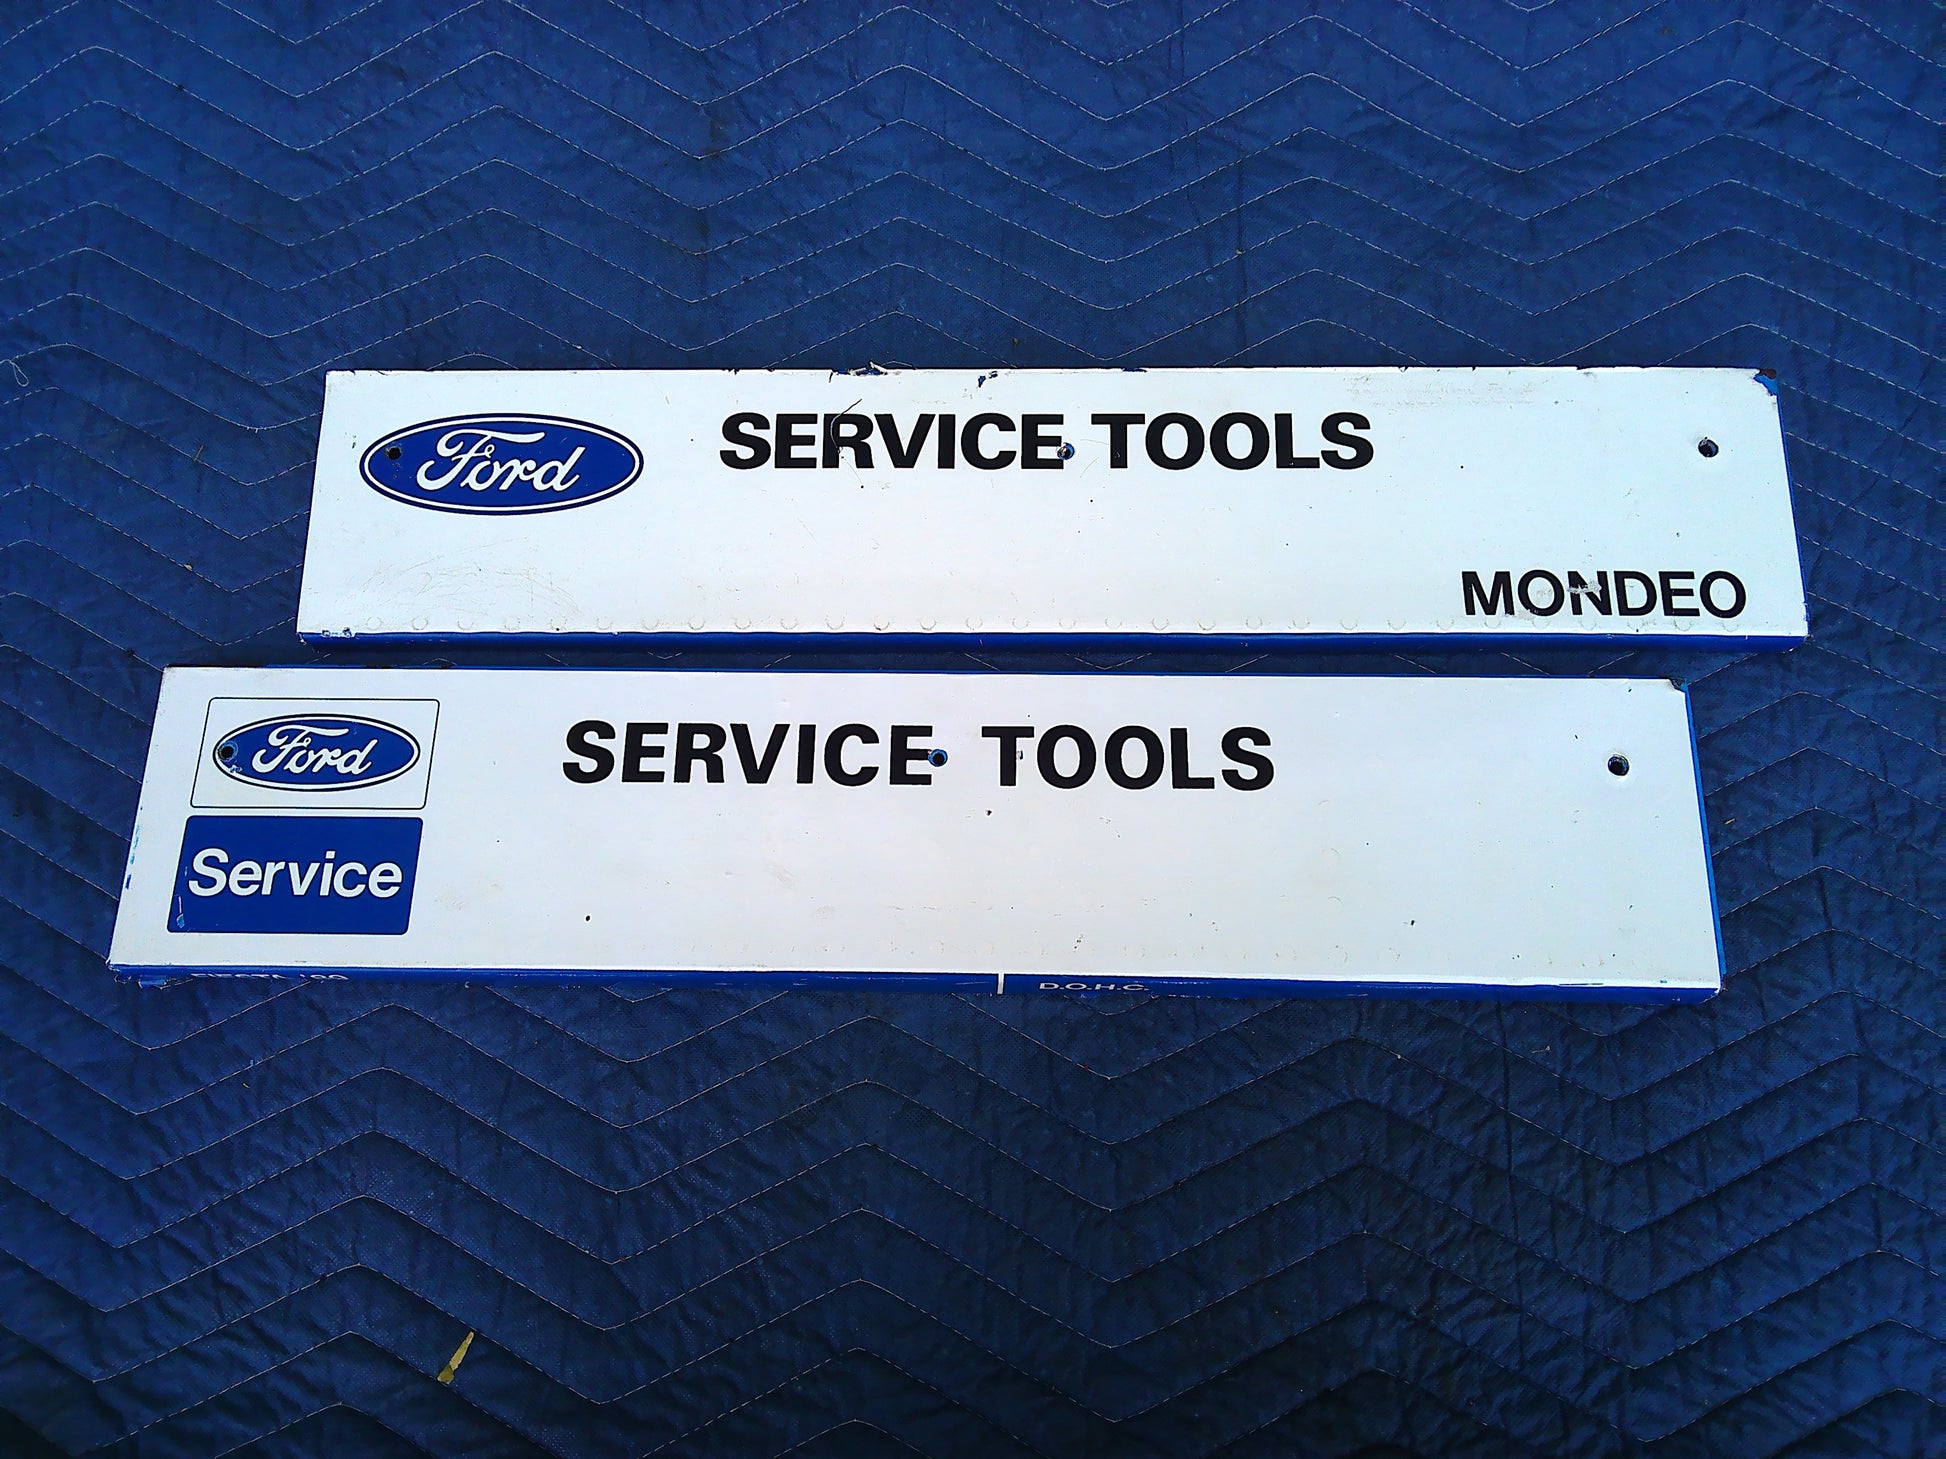 Ford
SERVICE TOOLS
MONDEO
Ford
SERVICE TOOLS
Service
D.O.H.C.